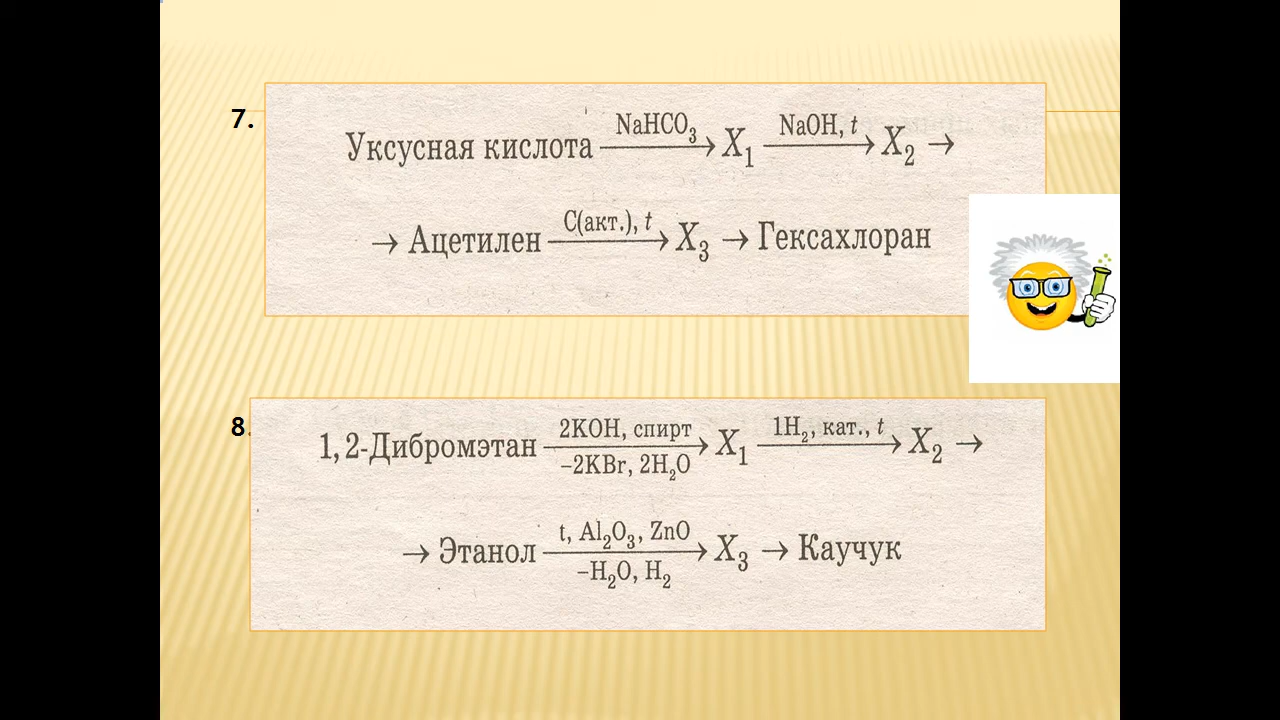 7.
NaHCO₃ NaOH, t
Уксусная кислота → X₁ → X₂ →
C(акт.), t
→ Ацетилен → X₃ → Гексахлоран
8.
2KOH, спирт 1H₂, кат., t
1,2-Дибромэтан → X₁ → X₂ →
–2KBr, 2H₂O
t, Al₂O₃, ZnO
→ Этанол → X₃ → Каучук
–H₂O, H₂